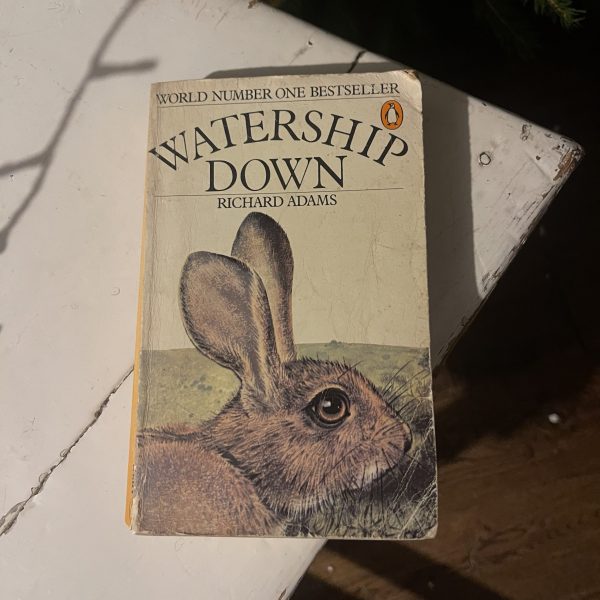 WORLD NUMBER ONE BESTSELLER
WATERSHIP
DOWN
RICHARD ADAMS